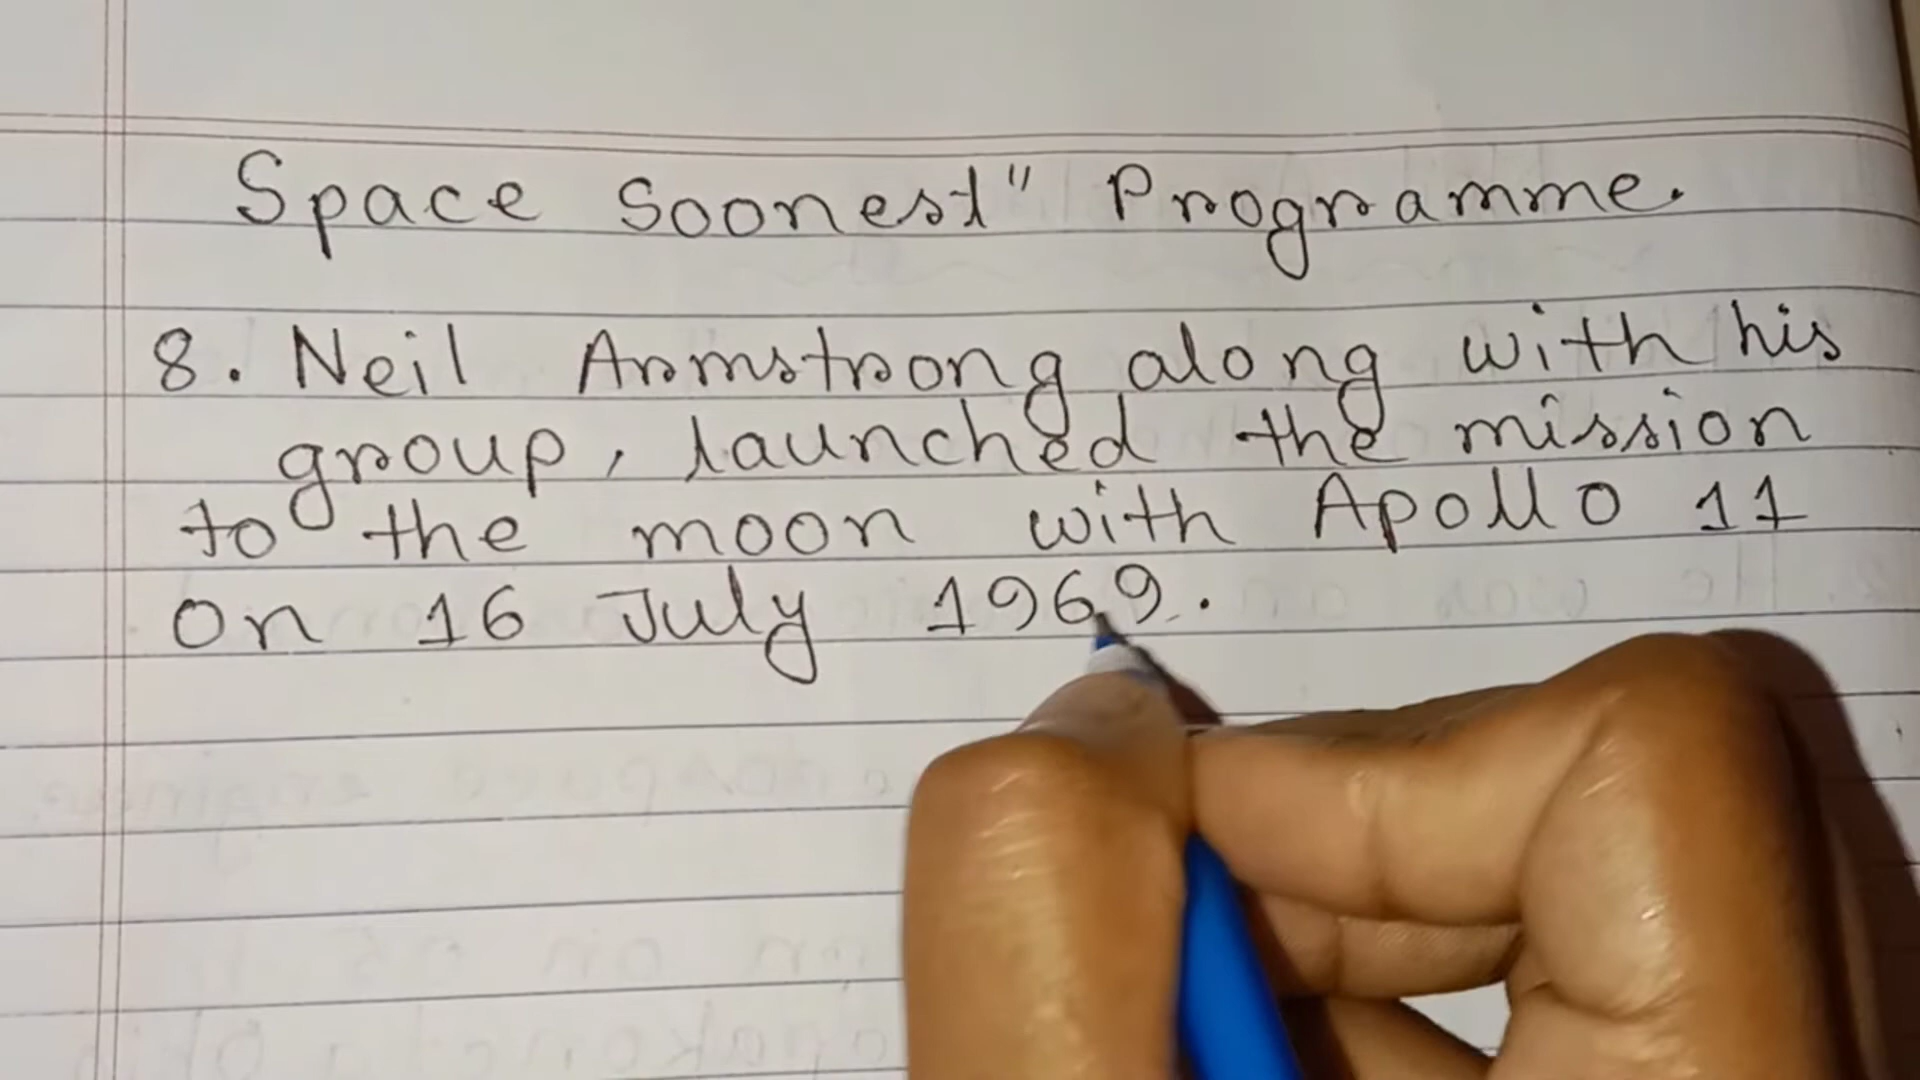 Space Soonest" Programme.
8. Neil Armstrong along with his
group, launched the mission
to the moon with Apollo 11
on 16 July 1969.